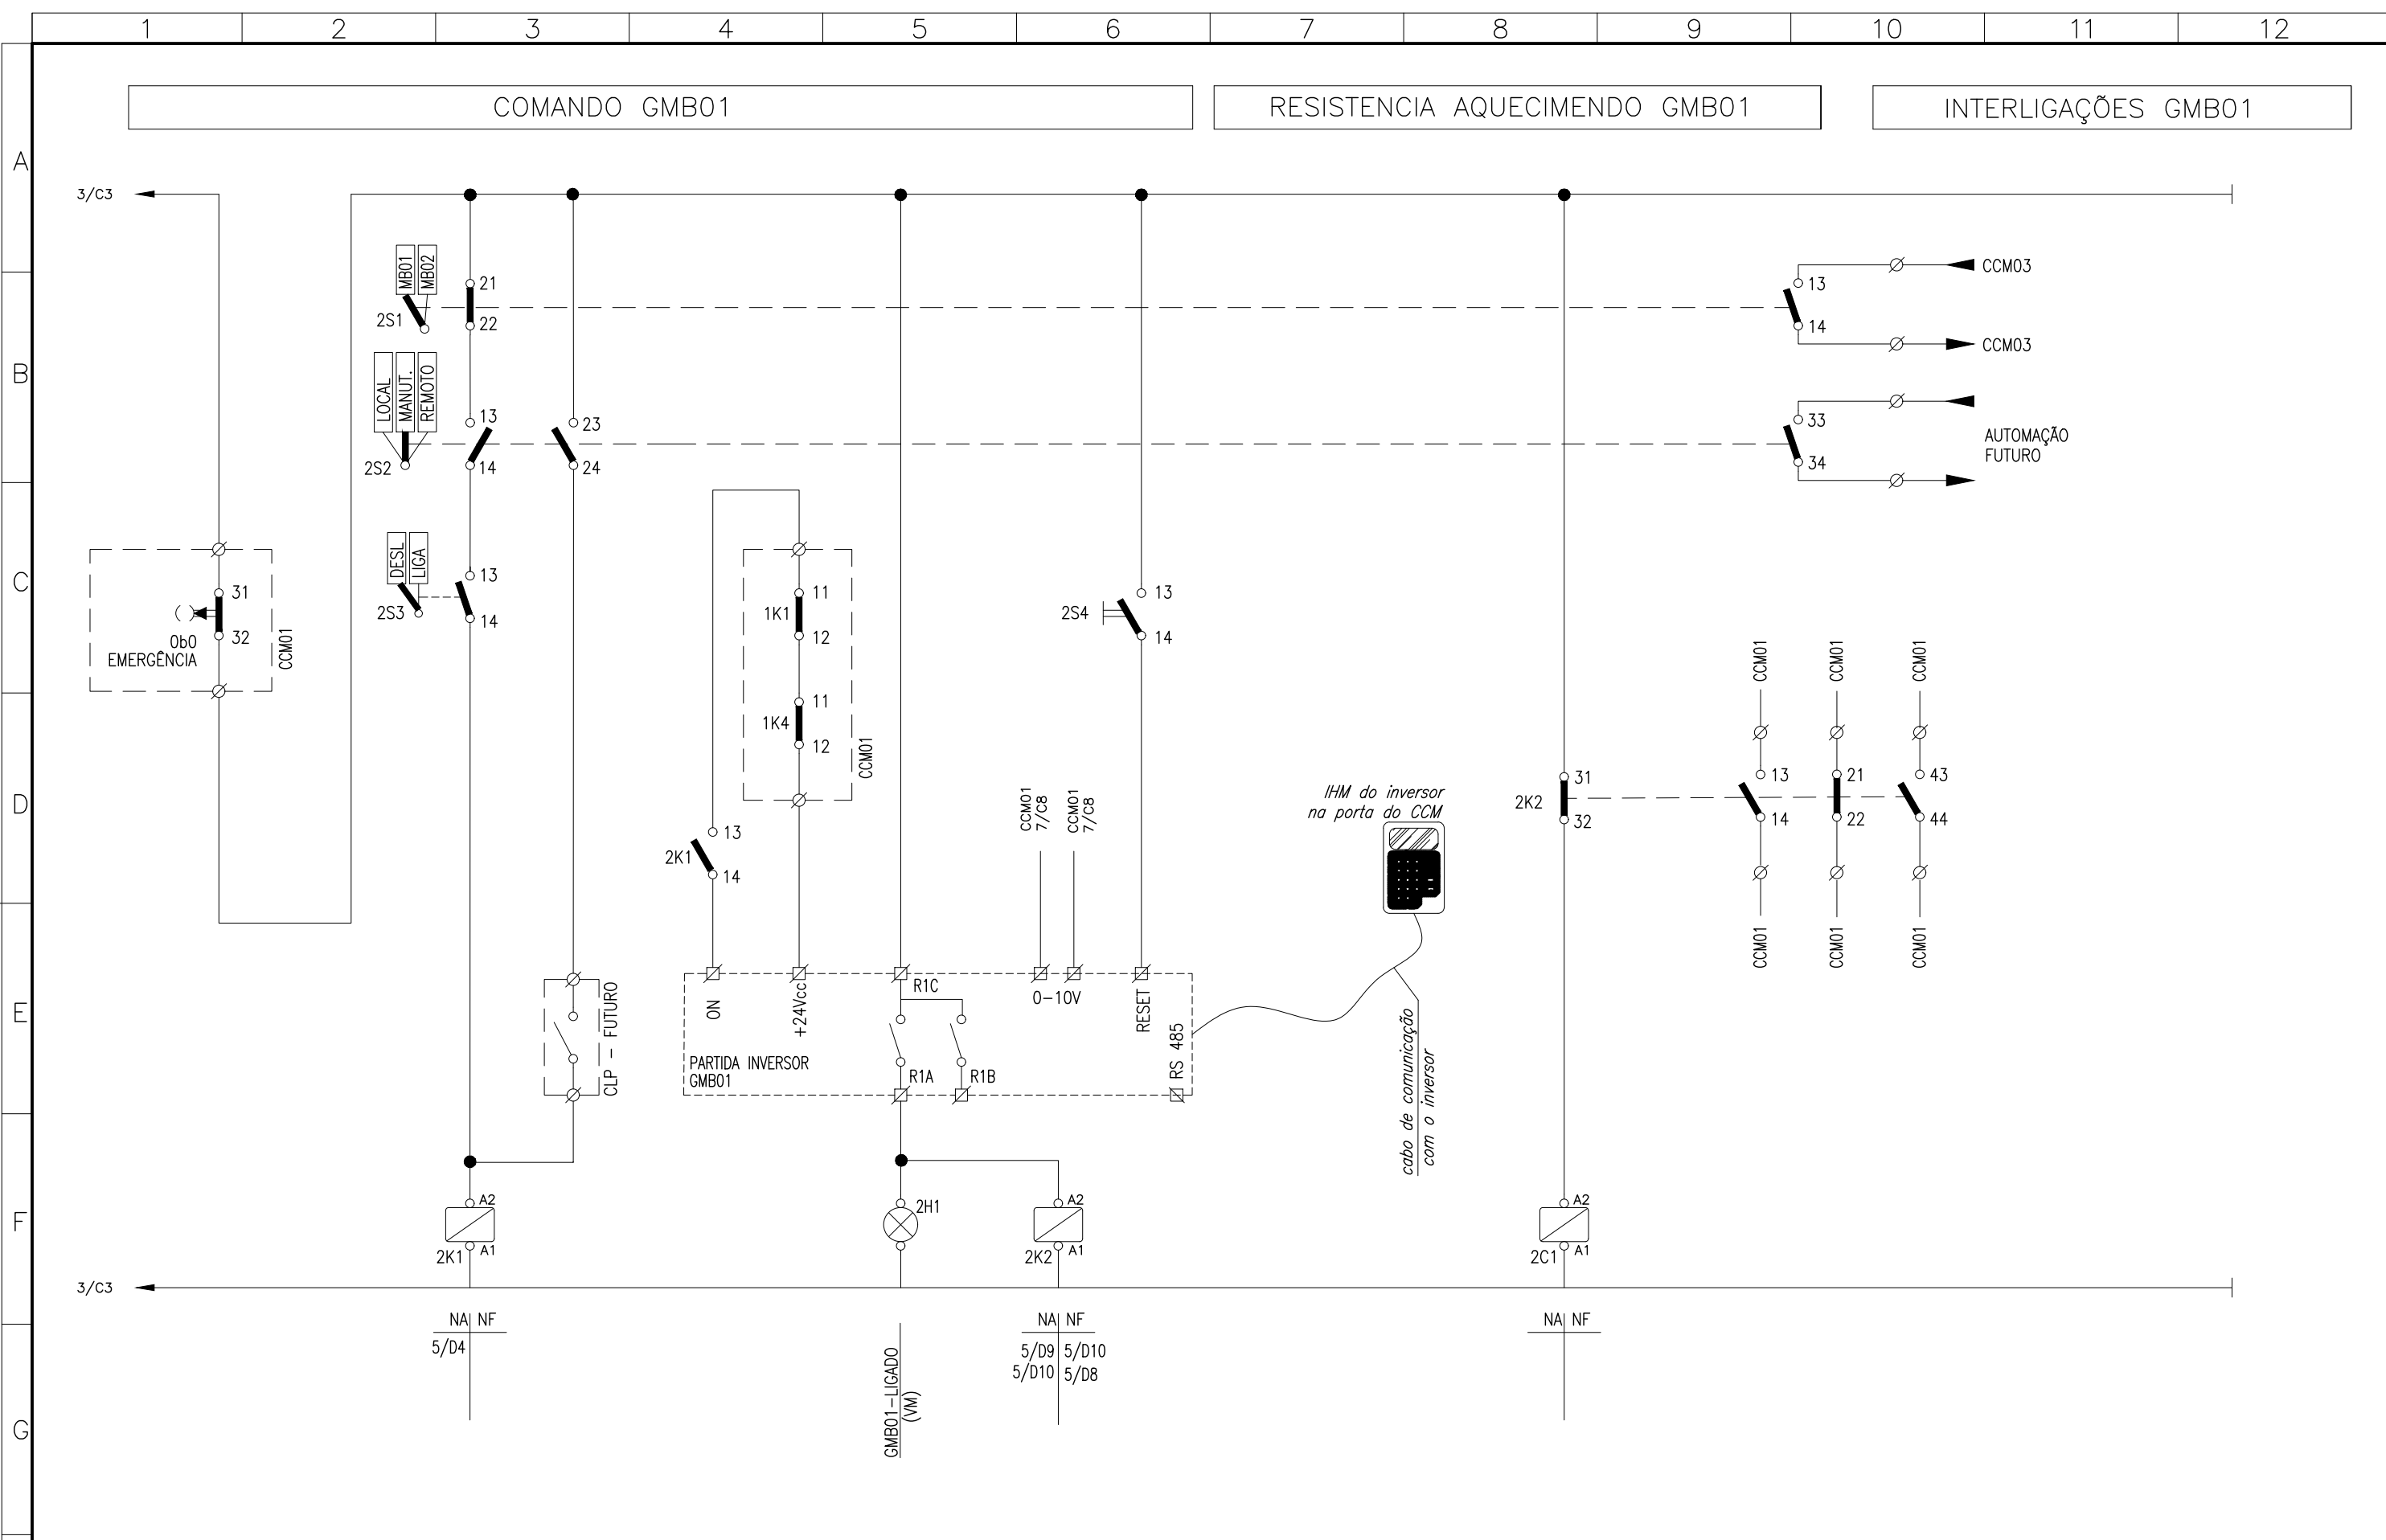 1 2 3 4 5 6 7 8 9 10 11 12
COMANDO GMB01
RESISTENCIA AQUECIMENDO GMB01
INTERLIGAÇÕES GMB01
A
B
C
D
E
F
G
3/C3
31
32
0b0
EMERGÊNCIA
CCM01
MB01
MB02
2S1
21
22
LOCAL
MANUT.
REMOTO
2S2
13
14
23
24
DESL
LIGA
2S3
13
14
CLP - FUTURO
1K1
11
12
1K4
11
12
CCM01
2K1
13
14
ON
+24Vcc
PARTIDA INVERSOR
GMB01
R1C
R1A
R1B
CCM01
7/C8
CCM01
7/C8
0-10V
2S4
13
14
RESET
RS 485
IHM do inversor
na porta do CCM
cabo de comunicação
com o inversor
2K2
31
32
13
14
CCM03
CCM03
33
34
AUTOMAÇÃO
FUTURO
CCM01
CCM01
CCM01
13
14
21
22
43
44
CCM01
CCM01
CCM01
A2
2K1
A1
2H1
A2
2K2
A1
A2
2C1
A1
3/C3
NA NF
5/D4
GMB01-LIGADO
(VM)
NA NF
5/D9 5/D10
5/D10 5/D8
NA NF